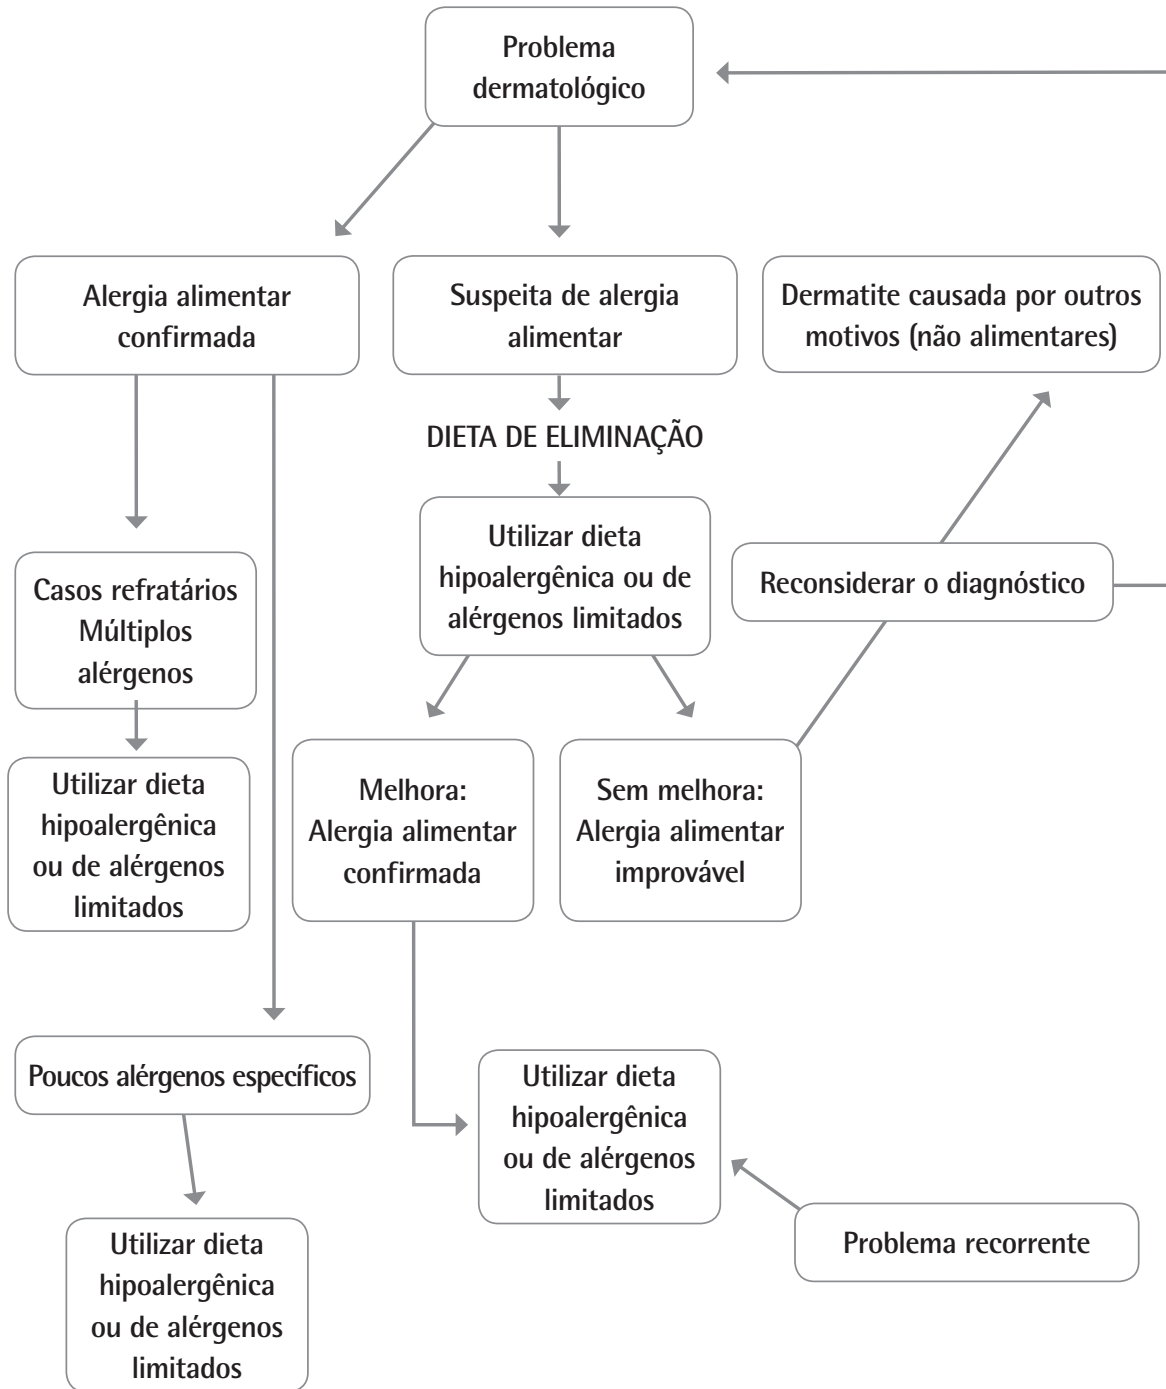 Problema
dermatológico
Alergia alimentar
confirmada
Suspeita de alergia
alimentar
Dermatite causada por outros
motivos (não alimentares)
DIETA DE ELIMINAÇÃO
Utilizar dieta
hipoalergênica ou de
alérgenos limitados
Reconsiderar o diagnóstico
Casos refratários
Múltiplos
alérgenos
Utilizar dieta
hipoalergênica
ou de alérgenos
limitados
Melhora:
Alergia alimentar
confirmada
Sem melhora:
Alergia alimentar
improvável
Poucos alérgenos específicos
Utilizar dieta
hipoalergênica
ou de alérgenos
limitados
Problema recorrente
Utilizar dieta
hipoalergênica
ou de alérgenos
limitados